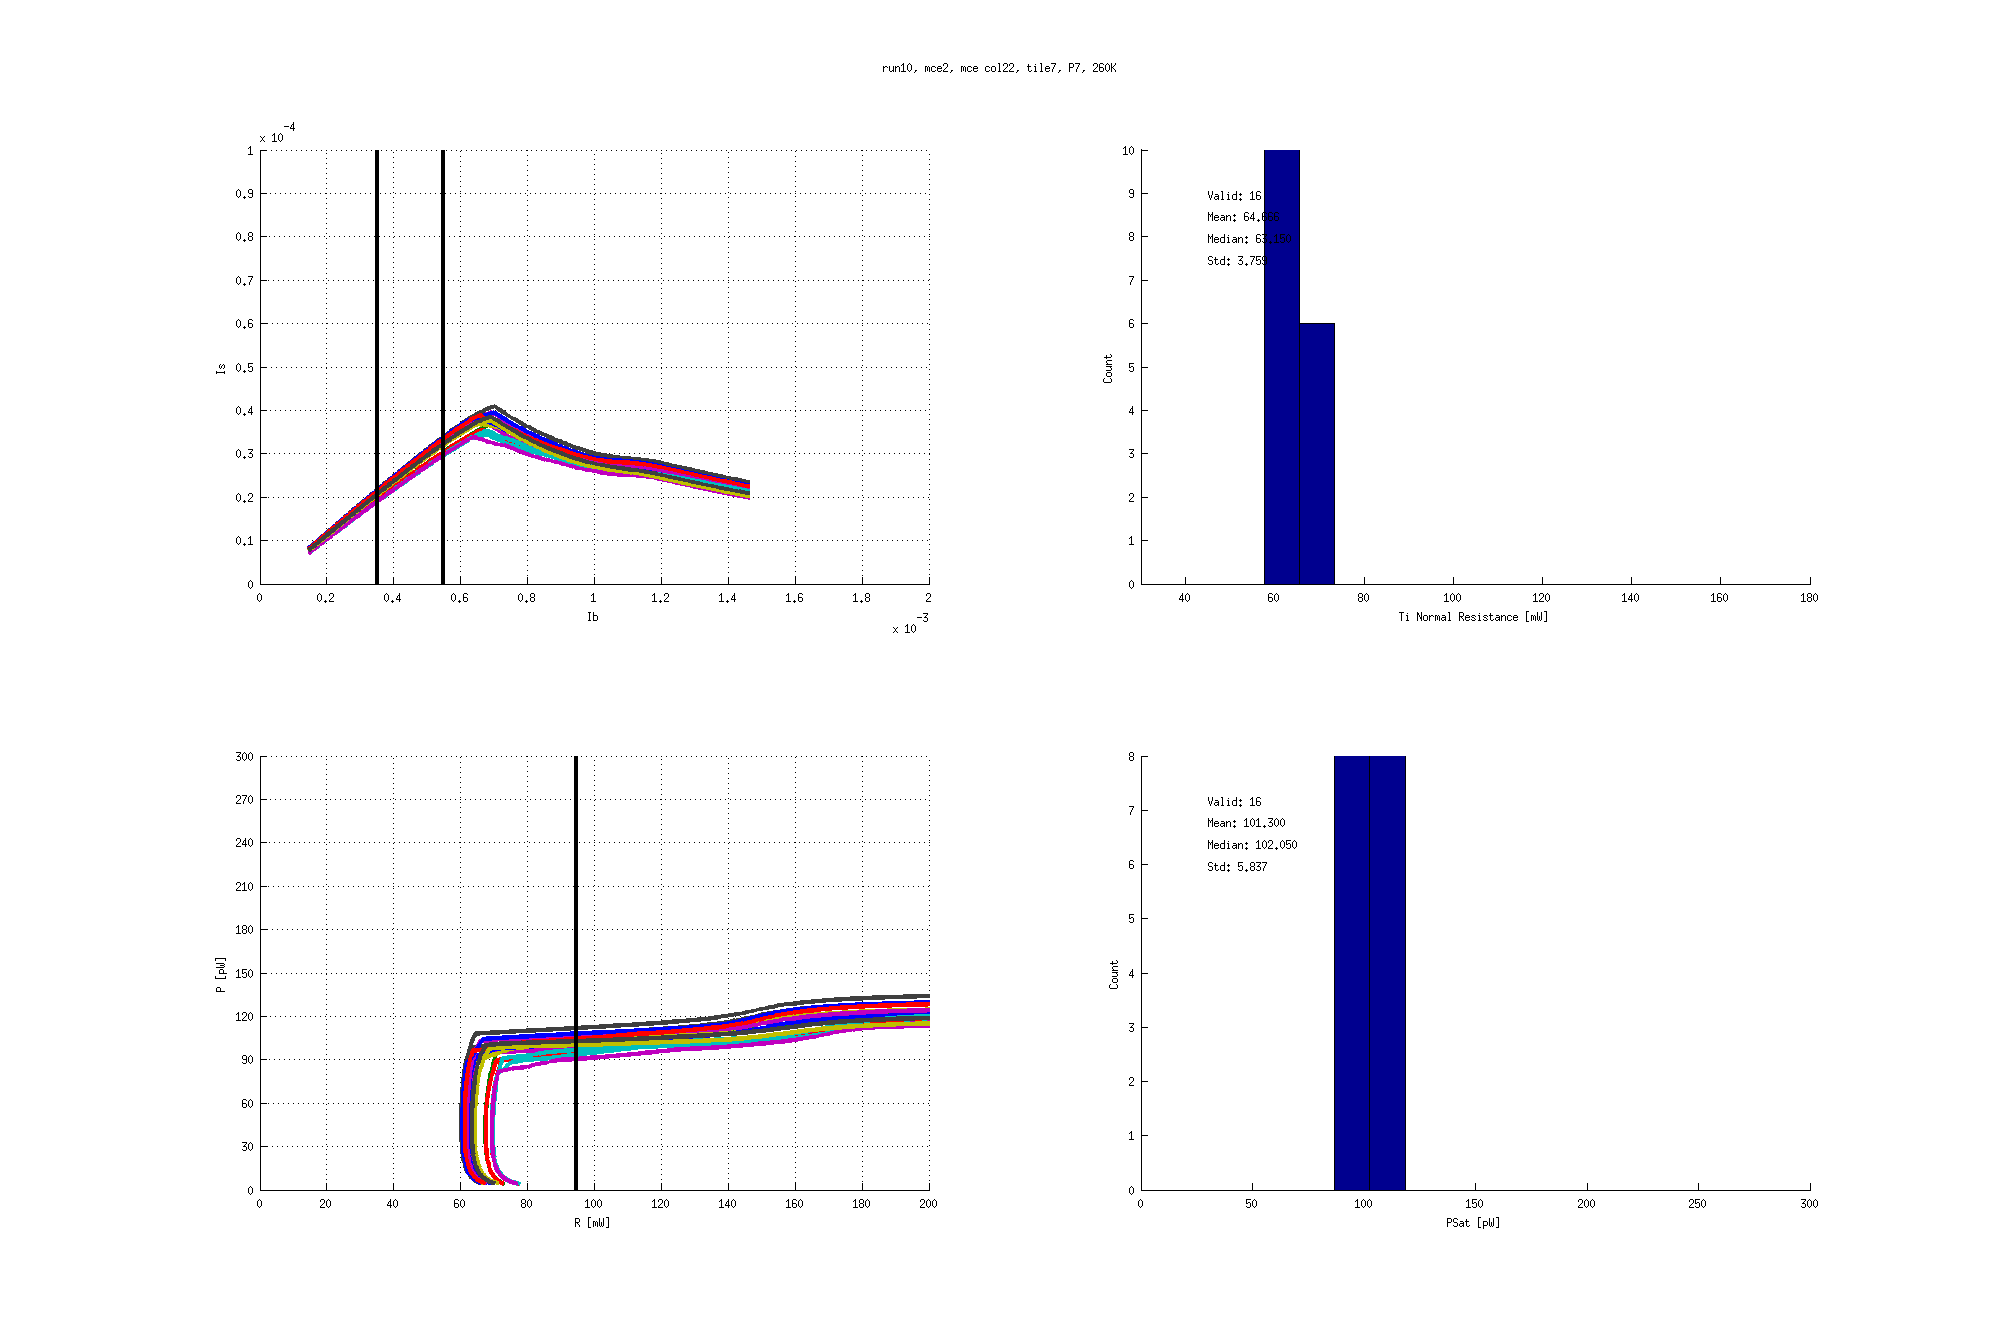 run10, mce2, mce col22, tile7, P7, 260K
x 10^-4
1
0.9
0.8
0.7
0.6
0.5
0.4
0.3
0.2
0.1
0
Is
0 0.2 0.4 0.6 0.8 1 1.2 1.4 1.6 1.8 2
Ib
x 10^-3
10
9
8
7
6
5
4
3
2
1
0
Count
Valid: 16
Mean: 64.666
Median: 63.150
Std: 3.759
40 60 80 100 120 140 160 180
Ti Normal Resistance [mW]
300
270
240
210
180
150
120
90
60
30
0
P [pW]
0 20 40 60 80 100 120 140 160 180 200
R [mW]
8
7
6
5
4
3
2
1
0
Count
Valid: 16
Mean: 101.300
Median: 102.050
Std: 5.837
0 50 100 150 200 250 300
PSat [pW]